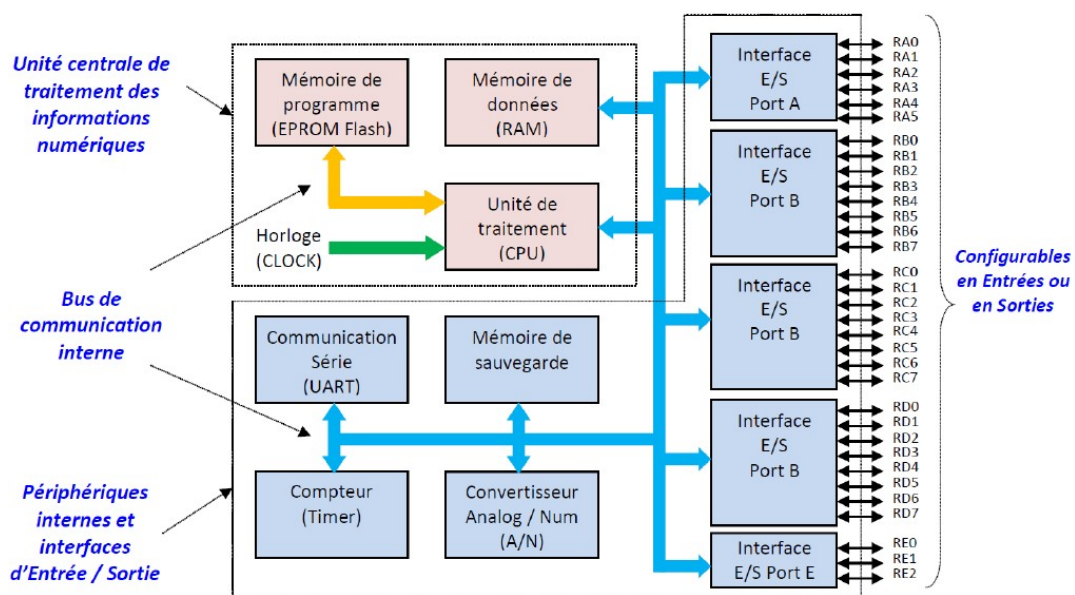 Unité centrale de
traitement des
informations
numériques
Mémoire de
programme
(EPROM Flash)
Mémoire de
données
(RAM)
Unité de
traitement
(CPU)
Horloge
(CLOCK)
Bus de
communication
interne
Communication
Série
(UART)
Mémoire de
sauvegarde
Compteur
(Timer)
Convertisseur
Analog / Num
(A/N)
Périphériques
internes et
interfaces
d'Entrée / Sortie
Interface
E/S
Port A
RA0
RA1
RA2
RA3
RA4
RA5
Interface
E/S
Port B
RB0
RB1
RB2
RB3
RB4
RB5
RB6
RB7
Interface
E/S
Port B
RC0
RC1
RC2
RC3
RC4
RC5
RC6
RC7
Interface
E/S
Port B
RD0
RD1
RD2
RD3
RD4
RD5
RD6
RD7
Interface
E/S Port E
RE0
RE1
RE2
Configurables
en Entrées ou
en Sorties